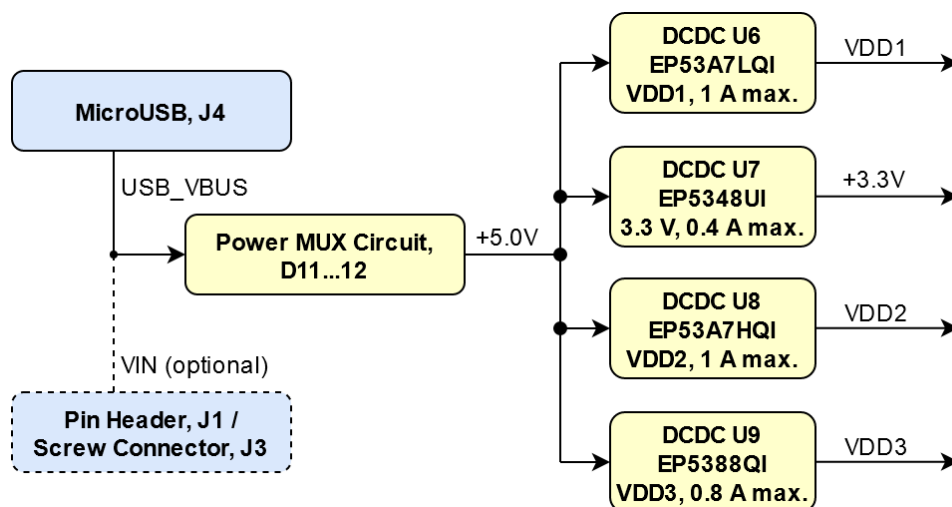 MicroUSB, J4
USB_VBUS
Power MUX Circuit,
D11...12
+5.0V
VIN (optional)
Pin Header, J1 /
Screw Connector, J3
DCDC U6
EP53A7LQI
VDD1, 1 A max.
VDD1
DCDC U7
EP5348UI
3.3 V, 0.4 A max.
+3.3V
DCDC U8
EP53A7HQI
VDD2, 1 A max.
VDD2
DCDC U9
EP5388QI
VDD3, 0.8 A max.
VDD3